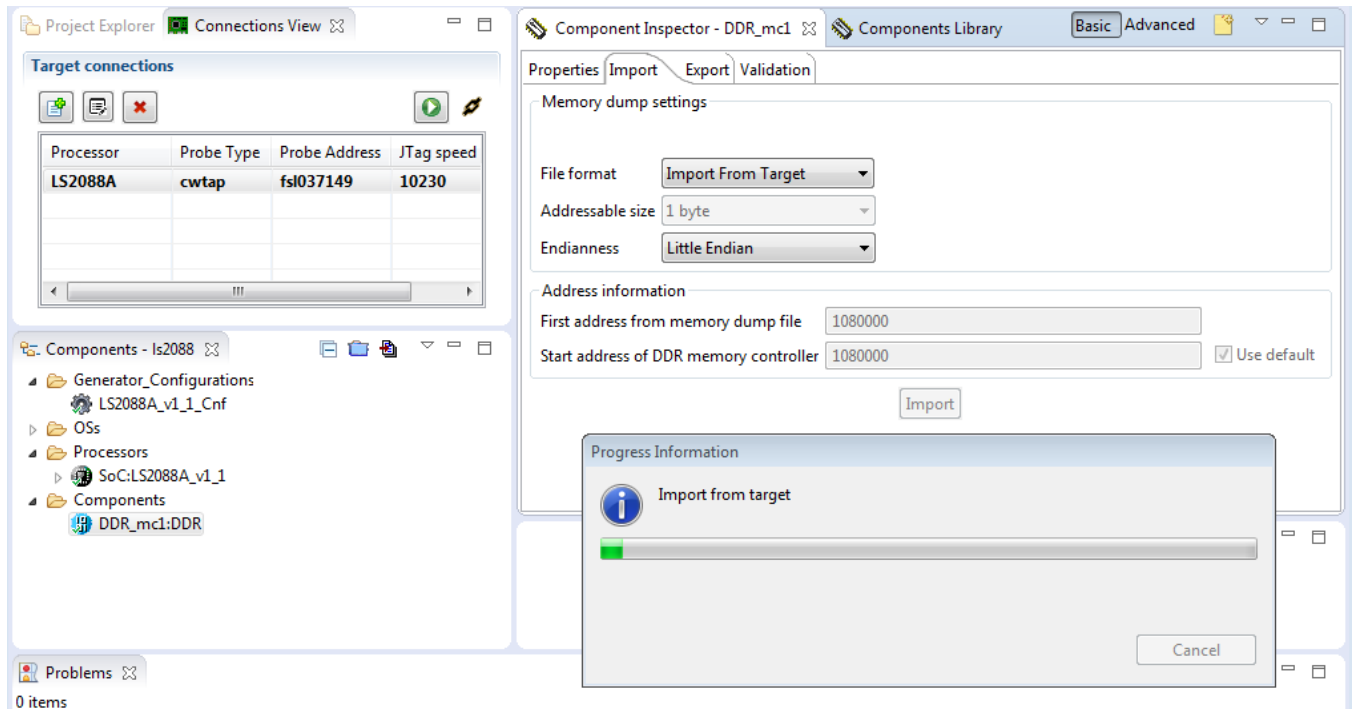 Project Explorer
Connections View
Target connections
Processor Probe Type Probe Address JTag speed
LS2088A cwtap fsl037149 10230
Components - ls2088
Generator_Configurations
LS2088A_v1_1_Cnf
OSs
Processors
SoC:LS2088A_v1_1
Components
DDR_mc1:DDR
Problems
0 items
Component Inspector - DDR_mc1
Components Library
Basic Advanced
Properties Import Export Validation
Memory dump settings
File format Import From Target
Addressable size 1 byte
Endianness Little Endian
Address information
First address from memory dump file 1080000
Start address of DDR memory controller 1080000 Use default
Import
Progress Information
Import from target
Cancel